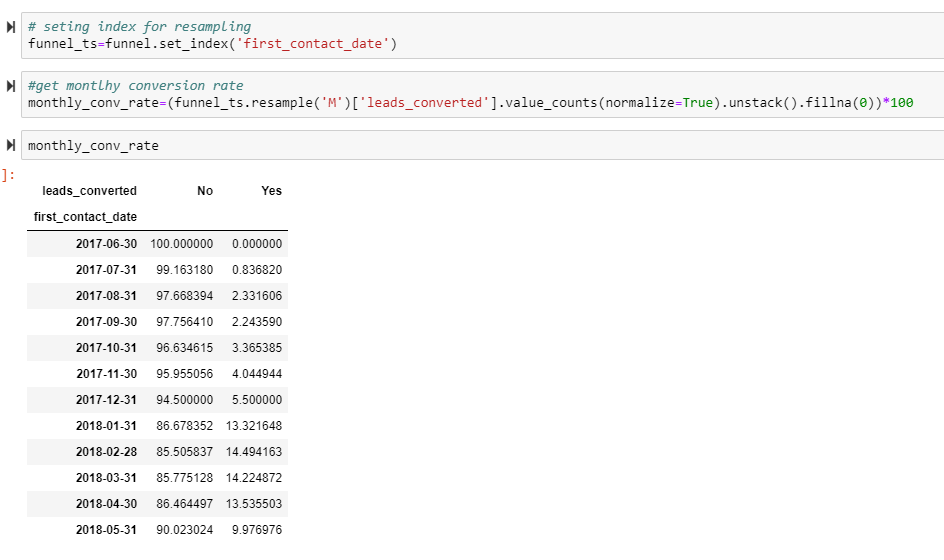 # seting index for resampling
funnel_ts=funnel.set_index('first_contact_date')
#get montlhy conversion rate
monthly_conv_rate=(funnel_ts.resample('M')['leads_converted'].value_counts(normalize=True).unstack().fillna(0))*100
monthly_conv_rate
]:
leads_converted No Yes
first_contact_date
2017-06-30 100.000000 0.000000
2017-07-31 99.163180 0.836820
2017-08-31 97.668394 2.331606
2017-09-30 97.756410 2.243590
2017-10-31 96.634615 3.365385
2017-11-30 95.955056 4.044944
2017-12-31 94.500000 5.500000
2018-01-31 86.678352 13.321648
2018-02-28 85.505837 14.494163
2018-03-31 85.775128 14.224872
2018-04-30 86.464497 13.535503
2018-05-31 90.023024 9.976976